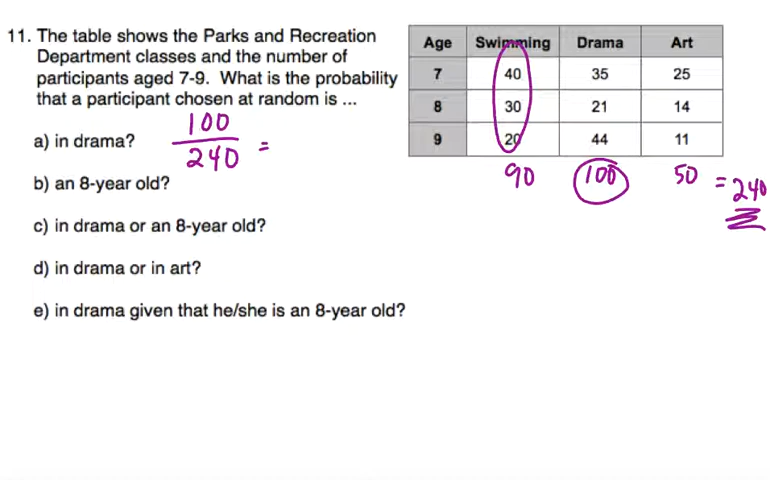 11. The table shows the Parks and Recreation
Department classes and the number of
participants aged 7-9. What is the probability
that a participant chosen at random is ...
a) in drama? 100/240 =
b) an 8-year old?
c) in drama or an 8-year old?
d) in drama or in art?
e) in drama given that he/she is an 8-year old?
Age Swimming Drama Art
7 40 35 25
8 30 21 14
9 20 44 11
90 100 50 = 240